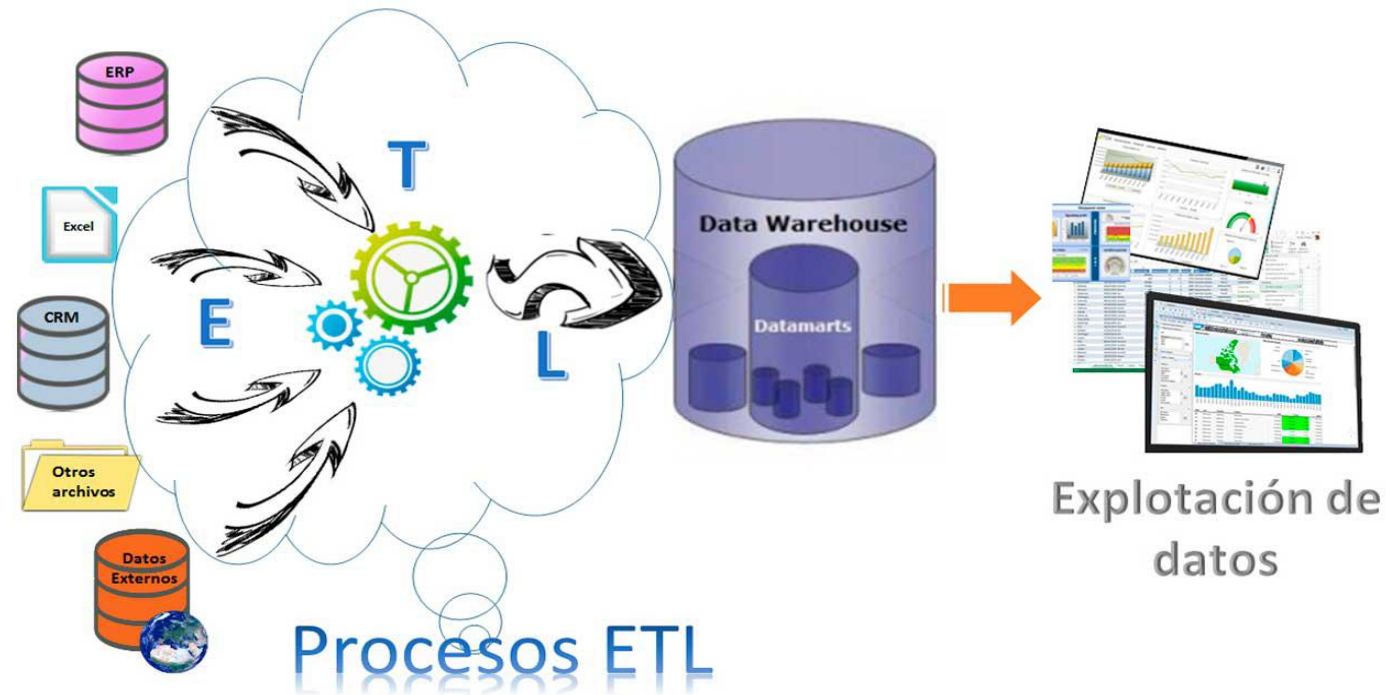 ERP
Excel
CRM
Otros
archivos
Datos
Externos
E
T
L
Procesos ETL
Data Warehouse
Datamarts
Explotación de
datos